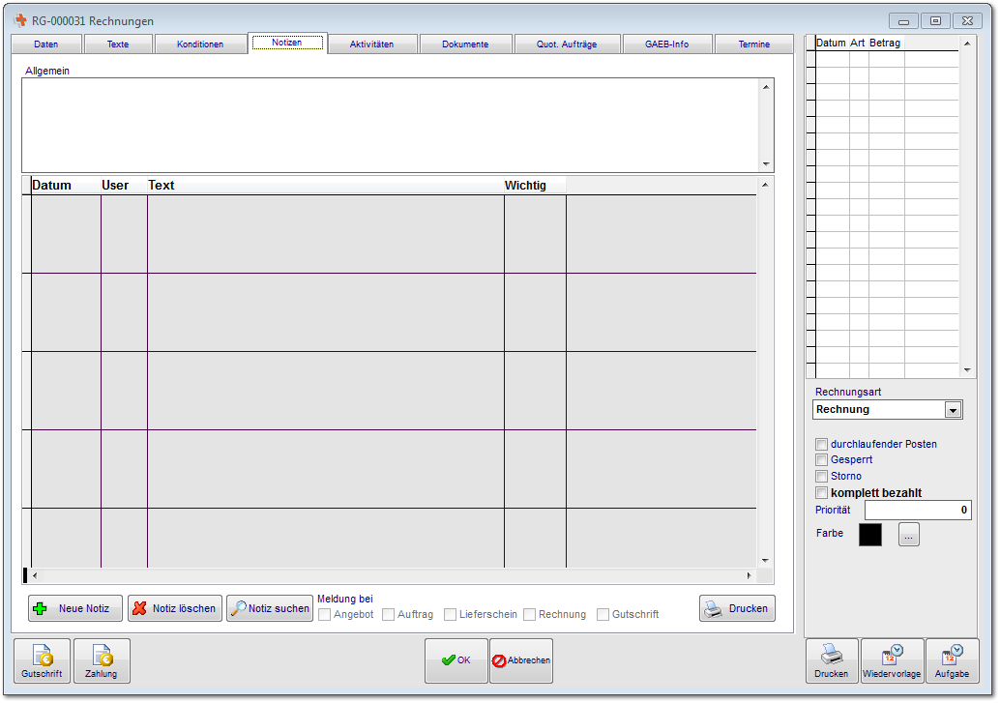 RG-000031 Rechnungen
Daten Texte Konditionen Notizen Aktivitäten Dokumente Quot. Aufträge GAEB-Info Termine
Allgemein
Datum User Text Wichtig
Neue Notiz Notiz löschen Notiz suchen
Meldung bei
Angebot Auftrag Lieferschein Rechnung Gutschrift
Drucken
Gutschrift Zahlung OK Abbrechen
Datum Art Betrag
Rechnungsart
Rechnung
durchlaufender Posten
Gesperrt
Storno
komplett bezahlt
Priorität 0
Farbe ...
Drucken Wiedervorlage Aufgabe